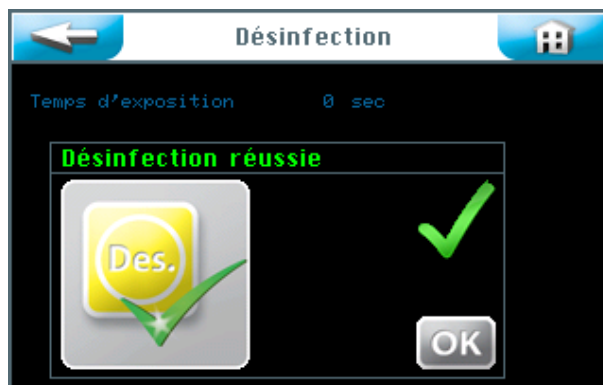 Désinfection
Temps d'exposition 0 sec
Désinfection réussie
Des.
OK